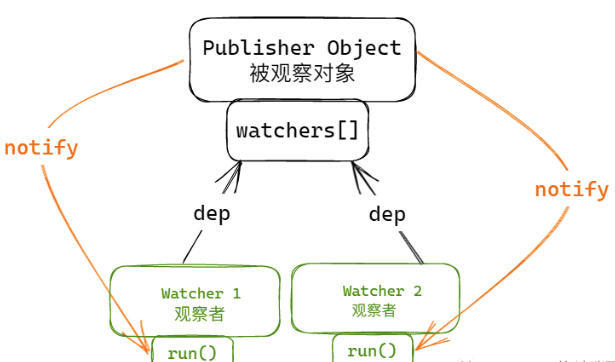 Publisher Object
被观察对象
watchers[]
notify
notify
dep
dep
Watcher 1
观察者
Watcher 2
观察者
run()
run()